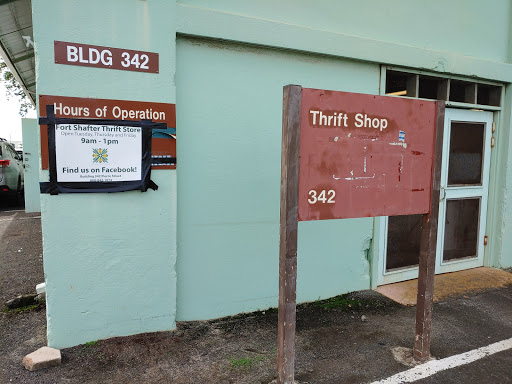 BLDG 342
Hours of Operation
Fort Shafter Thrift Store
Open Tuesday, Thursday and Friday
9am - 1pm
Find us on Facebook!
Thrift Shop
342